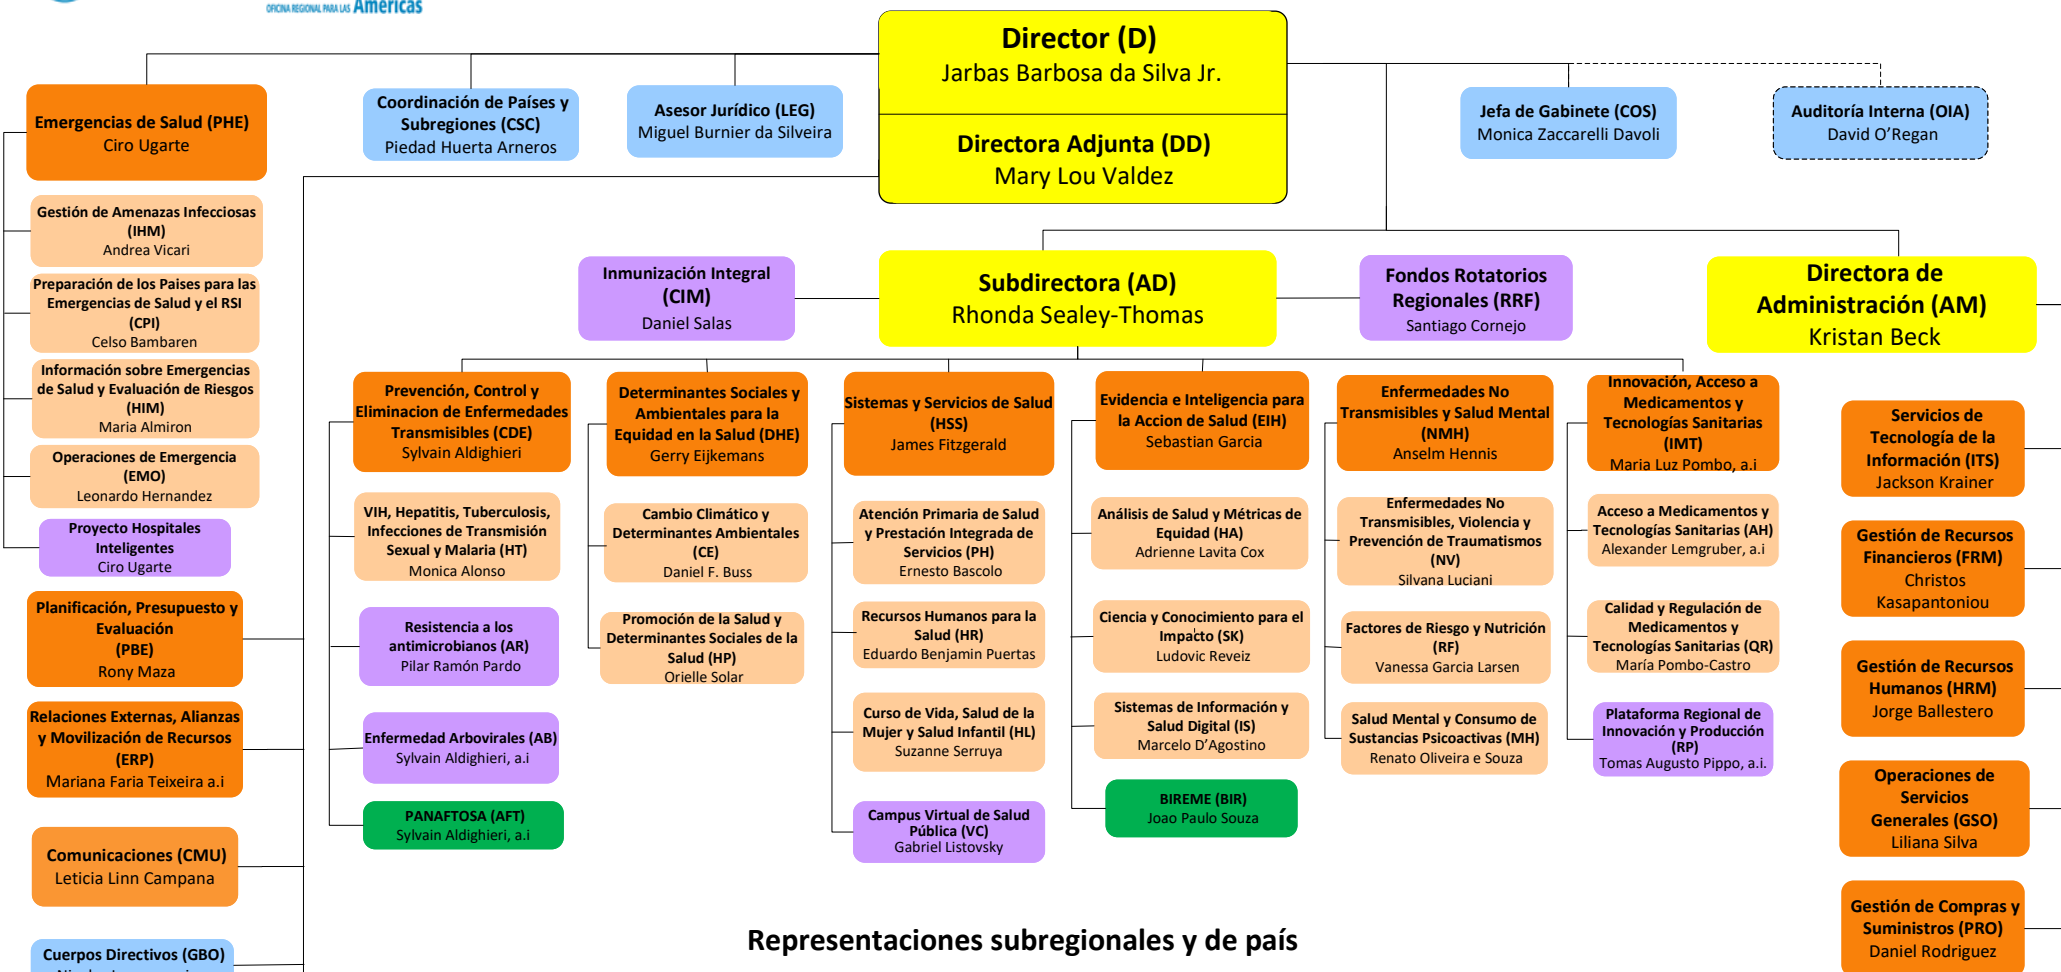 OFICINA REGIONAL PARA LAS Américas
Director (D)
Jarbas Barbosa da Silva Jr.
Directora Adjunta (DD)
Mary Lou Valdez
Emergencias de Salud (PHE)
Ciro Ugarte
Coordinación de Países y
Subregiones (CSC)
Piedad Huerta Arneros
Asesor Jurídico (LEG)
Miguel Burnier da Silveira
Jefa de Gabinete (COS)
Monica Zaccarelli Davoli
Auditoría Interna (OIA)
David O’Regan
Gestión de Amenazas Infecciosas
(IHM)
Andrea Vicari
Preparación de los Paises para las
Emergencias de Salud y el RSI
(CPI)
Celso Bambaren
Información sobre Emergencias
de Salud y Evaluación de Riesgos
(HIM)
Maria Almiron
Operaciones de Emergencia
(EMO)
Leonardo Hernandez
Proyecto Hospitales
Inteligentes
Ciro Ugarte
Planificación, Presupuesto y
Evaluación
(PBE)
Rony Maza
Relaciones Externas, Alianzas
y Movilización de Recursos
(ERP)
Mariana Faria Teixeira a.i
Comunicaciones (CMU)
Leticia Linn Campana
Cuerpos Directivos (GBO)
Inmunización Integral
(CIM)
Daniel Salas
Subdirectora (AD)
Rhonda Sealey-Thomas
Fondos Rotatorios
Regionales (RRF)
Santiago Cornejo
Directora de
Administración (AM)
Kristan Beck
Prevención, Control y
Eliminacion de Enfermedades
Transmisibles (CDE)
Sylvain Aldighieri
VIH, Hepatitis, Tuberculosis,
Infecciones de Transmisión
Sexual y Malaria (HT)
Monica Alonso
Resistencia a los
antimicrobianos (AR)
Pilar Ramón Pardo
Enfermedad Arbovirales (AB)
Sylvain Aldighieri, a.i
PANAFTOSA (AFT)
Sylvain Aldighieri, a.i
Determinantes Sociales y
Ambientales para la
Equidad en la Salud (DHE)
Gerry Eijkemans
Cambio Climático y
Determinantes Ambientales
(CE)
Daniel F. Buss
Promoción de la Salud y
Determinantes Sociales de la
Salud (HP)
Orielle Solar
Sistemas y Servicios de Salud
(HSS)
James Fitzgerald
Atención Primaria de Salud
y Prestación Integrada de
Servicios (PH)
Ernesto Bascolo
Recursos Humanos para la
Salud (HR)
Eduardo Benjamin Puertas
Curso de Vida, Salud de la
Mujer y Salud Infantil (HL)
Suzanne Serruya
Campus Virtual de Salud
Pública (VC)
Gabriel Listovsky
Evidencia e Inteligencia para
la Accion de Salud (EIH)
Sebastian Garcia
Análisis de Salud y Métricas de
Equidad (HA)
Adrienne Lavita Cox
Ciencia y Conocimiento para el
Impacto (SK)
Ludovic Reveiz
Sistemas de Información y
Salud Digital (IS)
Marcelo D’Agostino
BIREME (BIR)
Joao Paulo Souza
Enfermedades No
Transmisibles y Salud Mental
(NMH)
Anselm Hennis
Enfermedades No
Transmisibles, Violencia y
Prevención de Traumatismos
(NV)
Silvana Luciani
Factores de Riesgo y Nutrición
(RF)
Vanessa Garcia Larsen
Salud Mental y Consumo de
Sustancias Psicoactivas (MH)
Renato Oliveira e Souza
Innovación, Acceso a
Medicamentos y
Tecnologías Sanitarias
(IMT)
Maria Luz Pombo, a.i
Acceso a Medicamentos y
Tecnologías Sanitarias (AH)
Alexander Lemgruber, a.i
Calidad y Regulación de
Medicamentos y
Tecnologías Sanitarias (QR)
María Pombo-Castro
Plataforma Regional de
Innovación y Producción
(RP)
Tomas Augusto Pippo, a.i.
Servicios de
Tecnología de la
Información (ITS)
Jackson Krainer
Gestión de Recursos
Financieros (FRM)
Christos
Kasapantoniou
Gestión de Recursos
Humanos (HRM)
Jorge Ballestero
Operaciones de
Servicios
Generales (GSO)
Liliana Silva
Gestión de Compras y
Suministros (PRO)
Daniel Rodriguez
Representaciones subregionales y de país